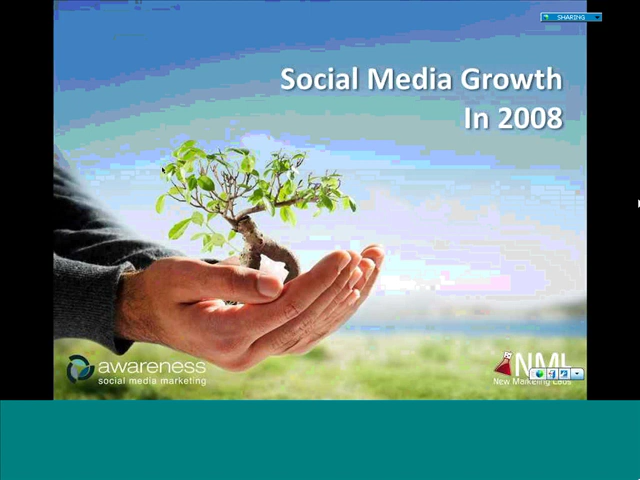 SHARING
Social Media Growth
In 2008
awareness
social media marketing
NML
New Marketing Labs